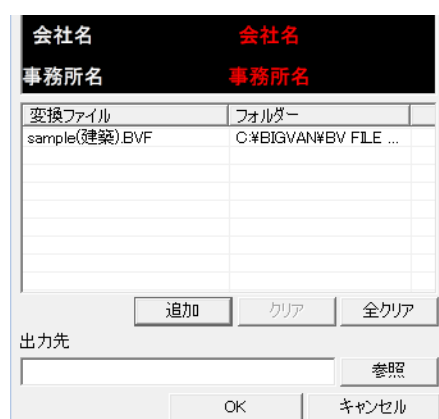 会社名 会社名
事務所名 事務所名
変換ファイル フォルダー
sample(建築).BVF C:¥BIGVAN¥BV FILE ...
追加 クリア 全クリア
出力先
参照
OK キャンセル